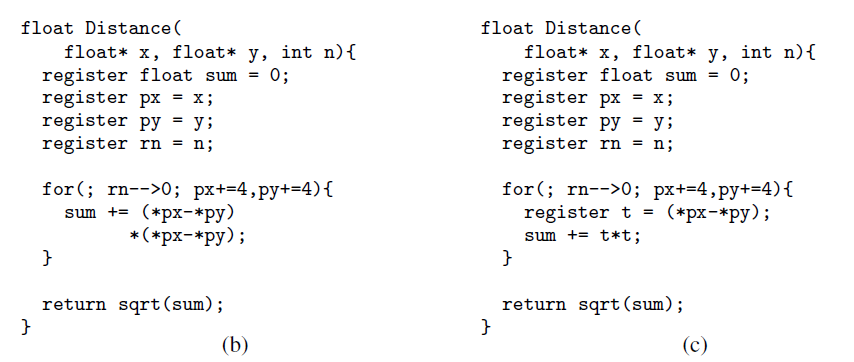 float Distance(
    float* x, float* y, int n){
  register float sum = 0;
  register px = x;
  register py = y;
  register rn = n;
  for(; rn-->0; px+=4,py+=4){
    sum += (*px-*py)
          *(*px-*py);
  }
  return sqrt(sum);
}
(b)
float Distance(
    float* x, float* y, int n){
  register float sum = 0;
  register px = x;
  register py = y;
  register rn = n;
  for(; rn-->0; px+=4,py+=4){
    register t = (*px-*py);
    sum += t*t;
  }
  return sqrt(sum);
}
(c)